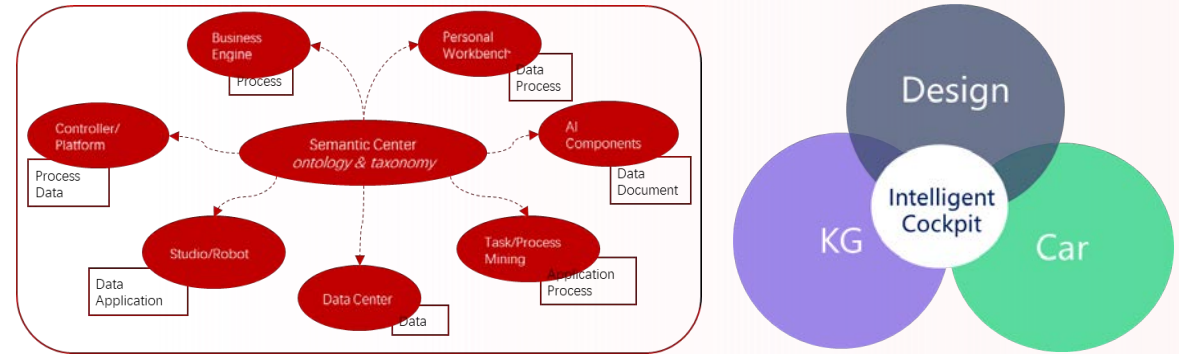 Business
Engine
Process
Personal
Workbench
Data
Process
Controller/
Platform
Process
Data
Semantic Center
ontology & taxonomy
AI
Components
Data
Document
Studio/Robot
Data
Application
Data Center
Data
Task/Process
Mining
Application
Process
Design
Intelligent
Cockpit
KG
Car